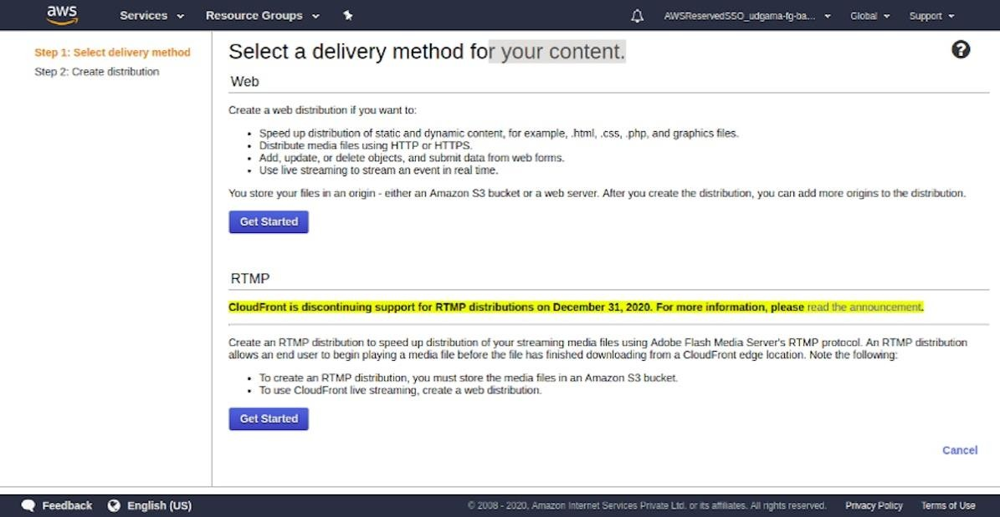 aws Services Resource Groups AWSReservedSSO_udgama-fg-ba... Global Support
Step 1: Select delivery method
Step 2: Create distribution
Select a delivery method for your content.
Web
Create a web distribution if you want to:
• Speed up distribution of static and dynamic content, for example, .html, .css, .php, and graphics files.
• Distribute media files using HTTP or HTTPS.
• Add, update, or delete objects, and submit data from web forms.
• Use live streaming to stream an event in real time.
You store your files in an origin - either an Amazon S3 bucket or a web server. After you create the distribution, you can add more origins to the distribution.
Get Started
RTMP
CloudFront is discontinuing support for RTMP distributions on December 31, 2020. For more information, please read the announcement.
Create an RTMP distribution to speed up distribution of your streaming media files using Adobe Flash Media Server's RTMP protocol. An RTMP distribution
allows an end user to begin playing a media file before the file has finished downloading from a CloudFront edge location. Note the following:
• To create an RTMP distribution, you must store the media files in an Amazon S3 bucket.
• To use CloudFront live streaming, create a web distribution.
Get Started
Cancel
Feedback English (US) © 2008 - 2020, Amazon Internet Services Private Ltd. or its affiliates. All rights reserved. Privacy Policy Terms of Use